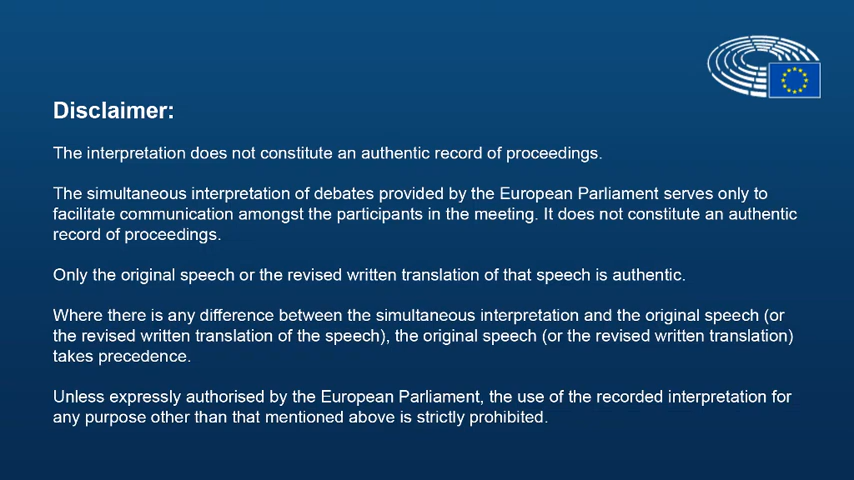 Disclaimer:
The interpretation does not constitute an authentic record of proceedings.
The simultaneous interpretation of debates provided by the European Parliament serves only to
facilitate communication amongst the participants in the meeting. It does not constitute an authentic
record of proceedings.
Only the original speech or the revised written translation of that speech is authentic.
Where there is any difference between the simultaneous interpretation and the original speech (or
the revised written translation of the speech), the original speech (or the revised written translation)
takes precedence.
Unless expressly authorised by the European Parliament, the use of the recorded interpretation for
any purpose other than that mentioned above is strictly prohibited.